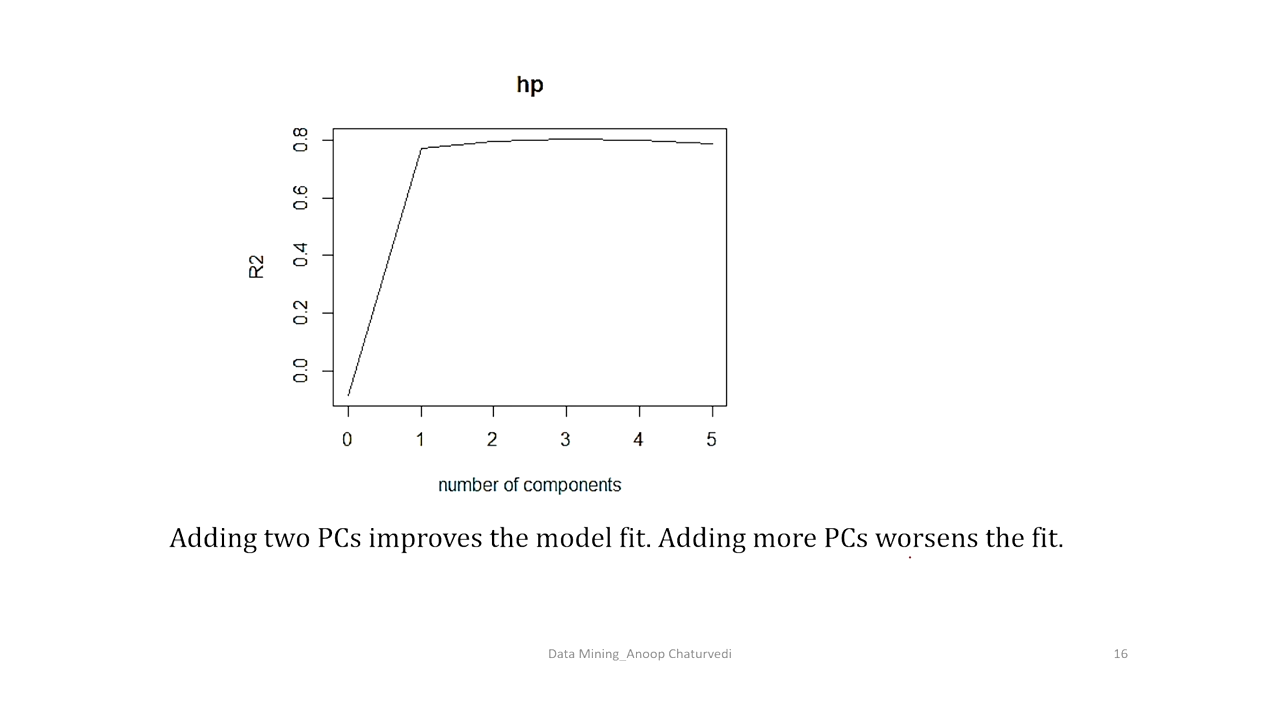 hp
R2
0.8
0.6
0.4
0.2
0.0
0 1 2 3 4 5
number of components
Adding two PCs improves the model fit. Adding more PCs worsens the fit.
Data Mining_Anoop Chaturvedi
16